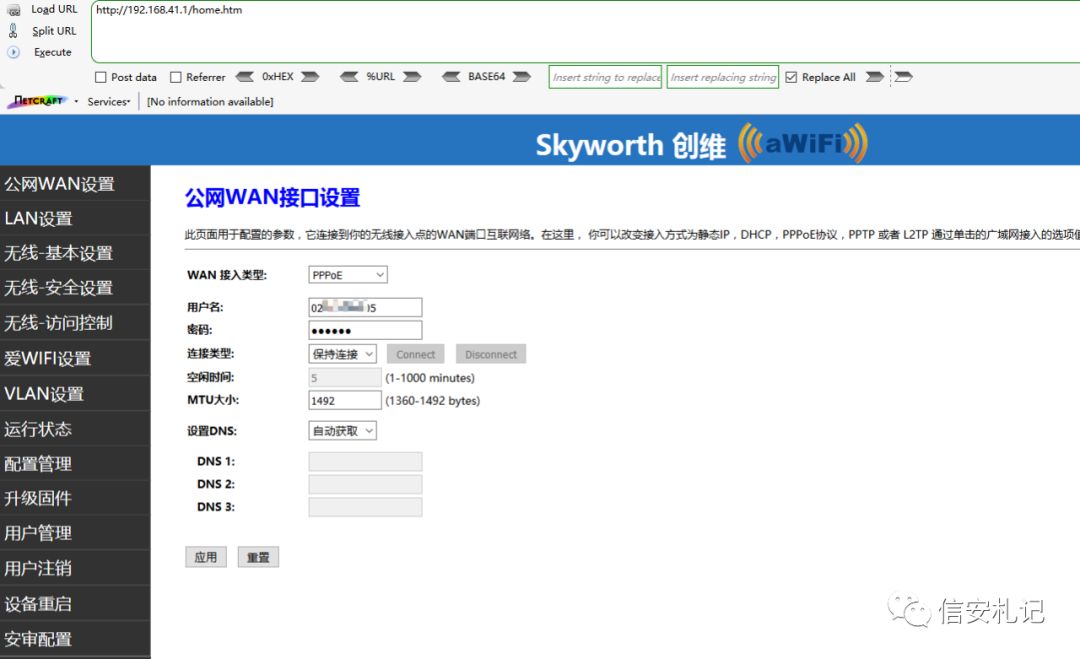 Load URL
http://192.168.41.1/home.htm
Split URL
Execute
Post data Referrer 0xHEX %URL BASE64 Insert string to replace Insert replacing string Replace All
NETCRAFT Services [No information available]
Skyworth 创维 aWiFi
公网WAN设置
LAN设置
无线-基本设置
无线-安全设置
无线-访问控制
爱WIFI设置
VLAN设置
运行状态
配置管理
升级固件
用户管理
用户注销
设备重启
安审配置
公网WAN接口设置
此页面用于配置的参数，它连接到你的无线接入点的WAN端口互联网络。在这里， 你可以改变接入方式为静态IP，DHCP，PPPoE协议，PPTP 或者 L2TP 通过单击的广域网接入的选项值
WAN 接入类型: PPPoE
用户名: 02 05
密码: ●●●●●●
连接类型: 保持连接 Connect Disconnect
空闲时间: 5 (1-1000 minutes)
MTU大小: 1492 (1360-1492 bytes)
设置DNS: 自动获取
DNS 1:
DNS 2:
DNS 3:
应用 重置
信安札记